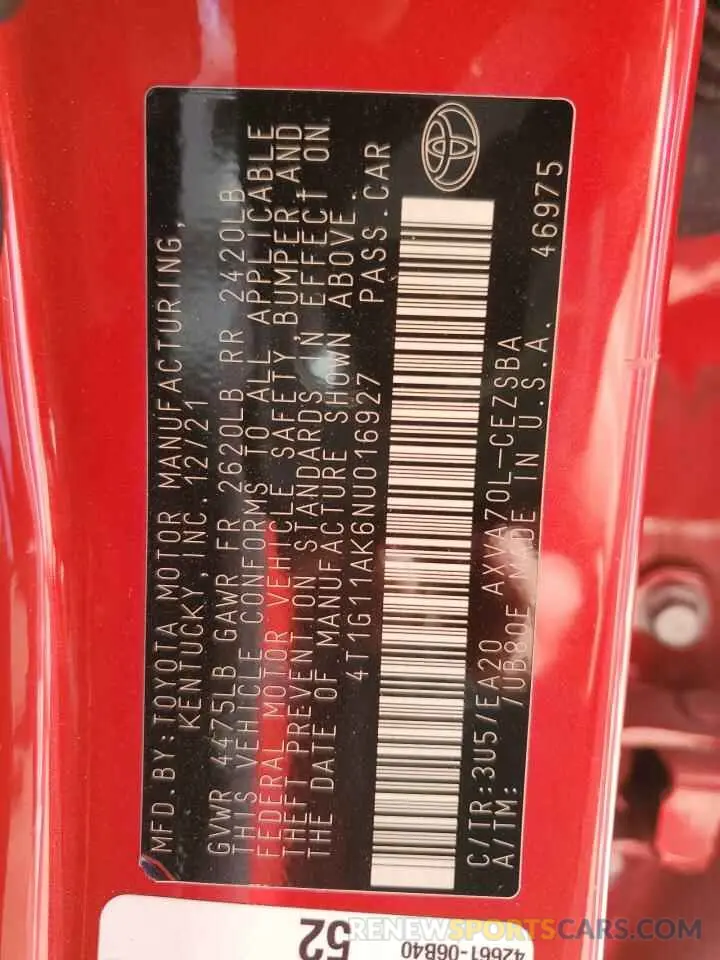 MFD.BY:TOYOTA MOTOR MANUFACTURING,
KENTUCKY, INC. 12/21
GVWR 4475LB GAWR FR 2620LB RR 2420LB
THIS VEHICLE CONFORMS TO ALL APPLICABLE
FEDERAL MOTOR VEHICLE SAFETY, BUMPER, AND
THEFT PREVENTION STANDARDS IN EFFECT ON
THE DATE OF MANUFACTURE SHOWN ABOVE.
4T1G11AK6NU016927 PASS.CAR
C/TR:3U5/EA20 AXVA70L-CEZSBA
A/TM: /UB80E MADE IN U.S.A. 46975
52
42661-06B40
RENEWSPORTSCARS.COM